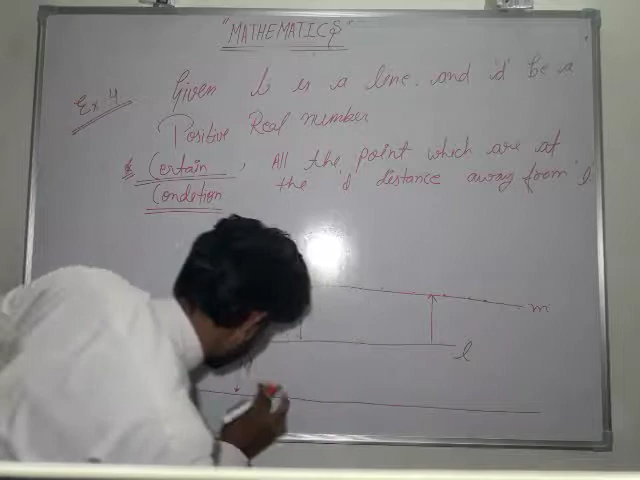 "MATHEMATICS"
Ex. 4 Given l is a line and 'd' be a
Positive Real number
Certain, All the point which are at
Condetion the 'd' distance away from l.
m
l